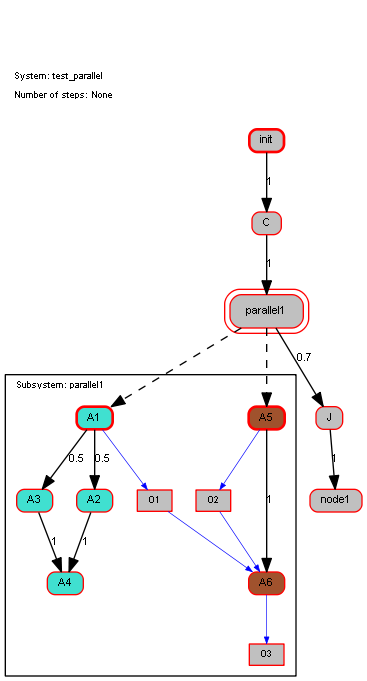 System: test_parallel
Number of steps: None
init
1
C
1
parallel1
0.7
Subsystem: parallel1
A1
A5
J
0.5
0.5
1
A3
A2
01
02
1
node1
1
1
A4
A6
03